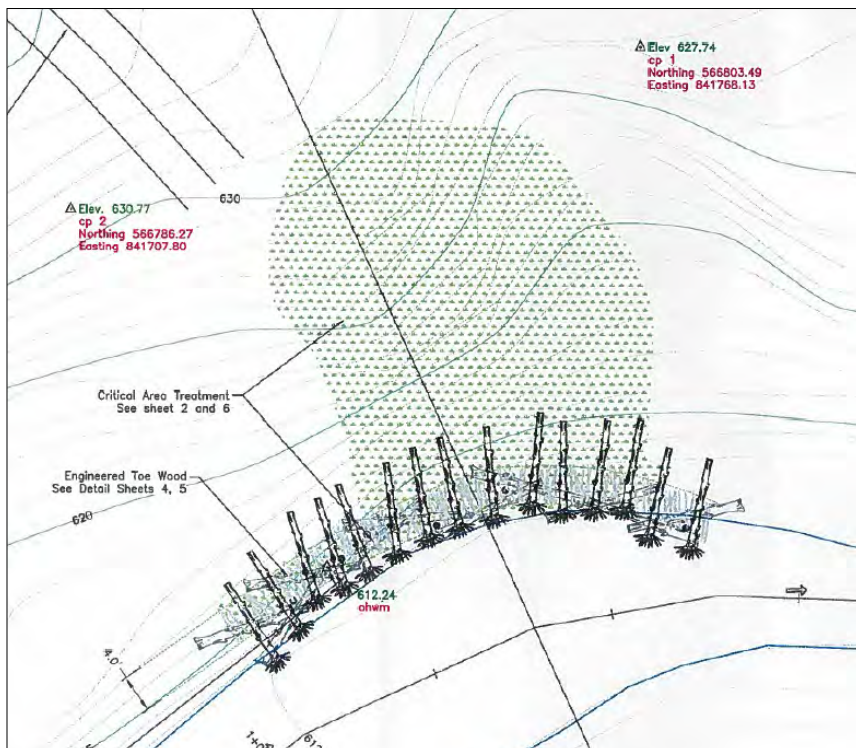 Elev 627.74
cp 1
Northing 566803.49
Easting 841768.13
630
Elev. 630.77
cp 2
Northing 566786.27
Easting 841707.80
Critical Area Treatment
See sheet 2 and 6
Engineered Toe Wood
See Detail Sheets 4, 5
620
612.24
ohwm
4.0'